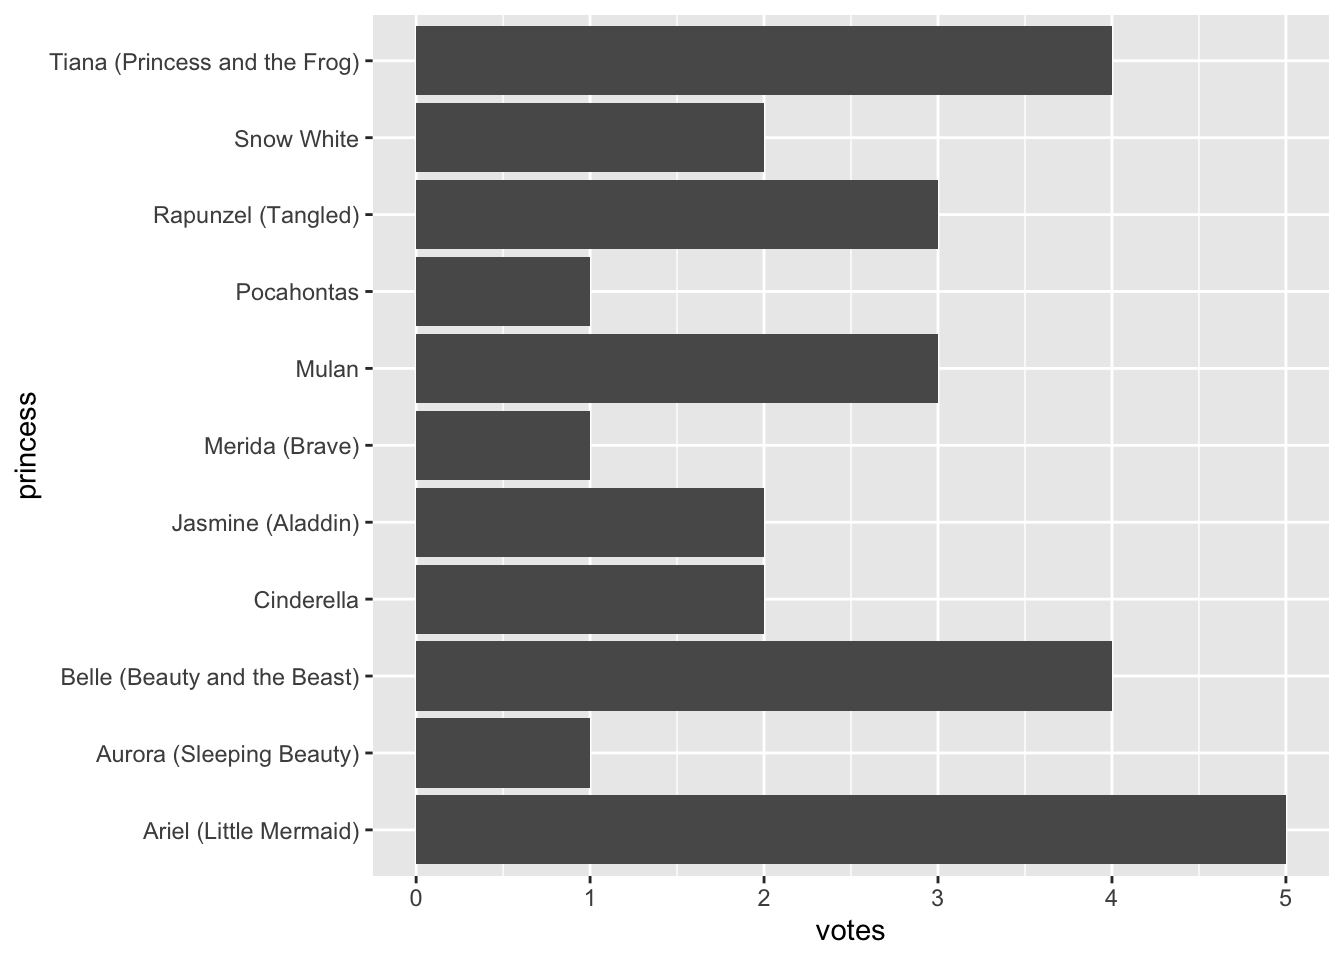 Tiana (Princess and the Frog)
Snow White
Rapunzel (Tangled)
Pocahontas
Mulan
Merida (Brave)
Jasmine (Aladdin)
Cinderella
Belle (Beauty and the Beast)
Aurora (Sleeping Beauty)
Ariel (Little Mermaid)
princess
0 1 2 3 4 5
votes